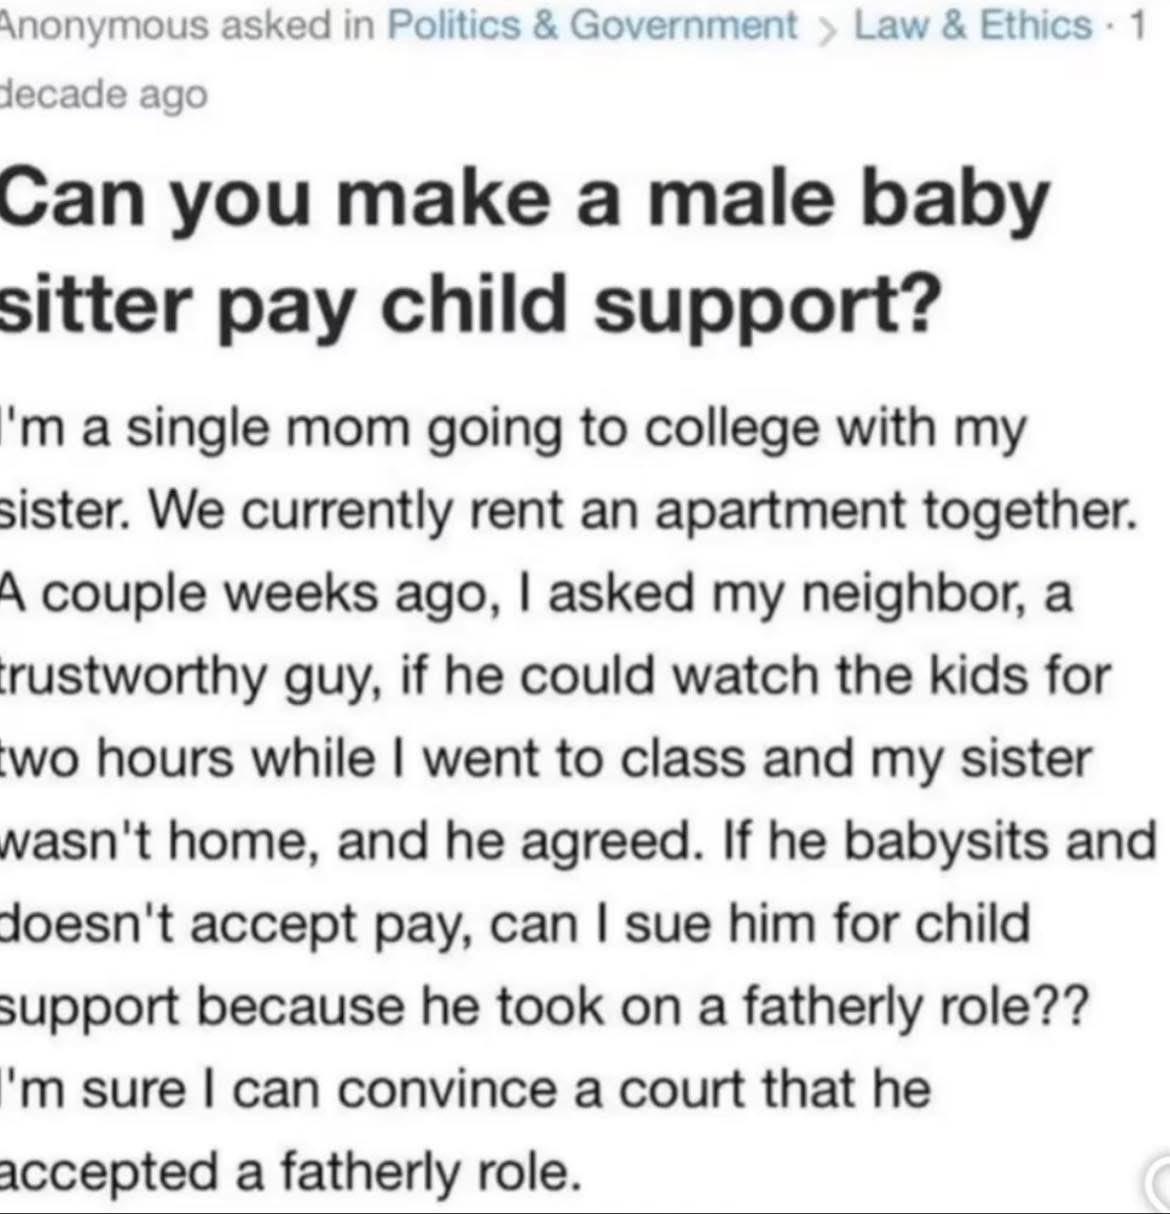 Anonymous asked in Politics & Government > Law & Ethics · 1
decade ago
Can you make a male baby
sitter pay child support?
I'm a single mom going to college with my
sister. We currently rent an apartment together.
A couple weeks ago, I asked my neighbor, a
trustworthy guy, if he could watch the kids for
two hours while I went to class and my sister
wasn't home, and he agreed. If he babysits and
doesn't accept pay, can I sue him for child
support because he took on a fatherly role??
I'm sure I can convince a court that he
accepted a fatherly role.